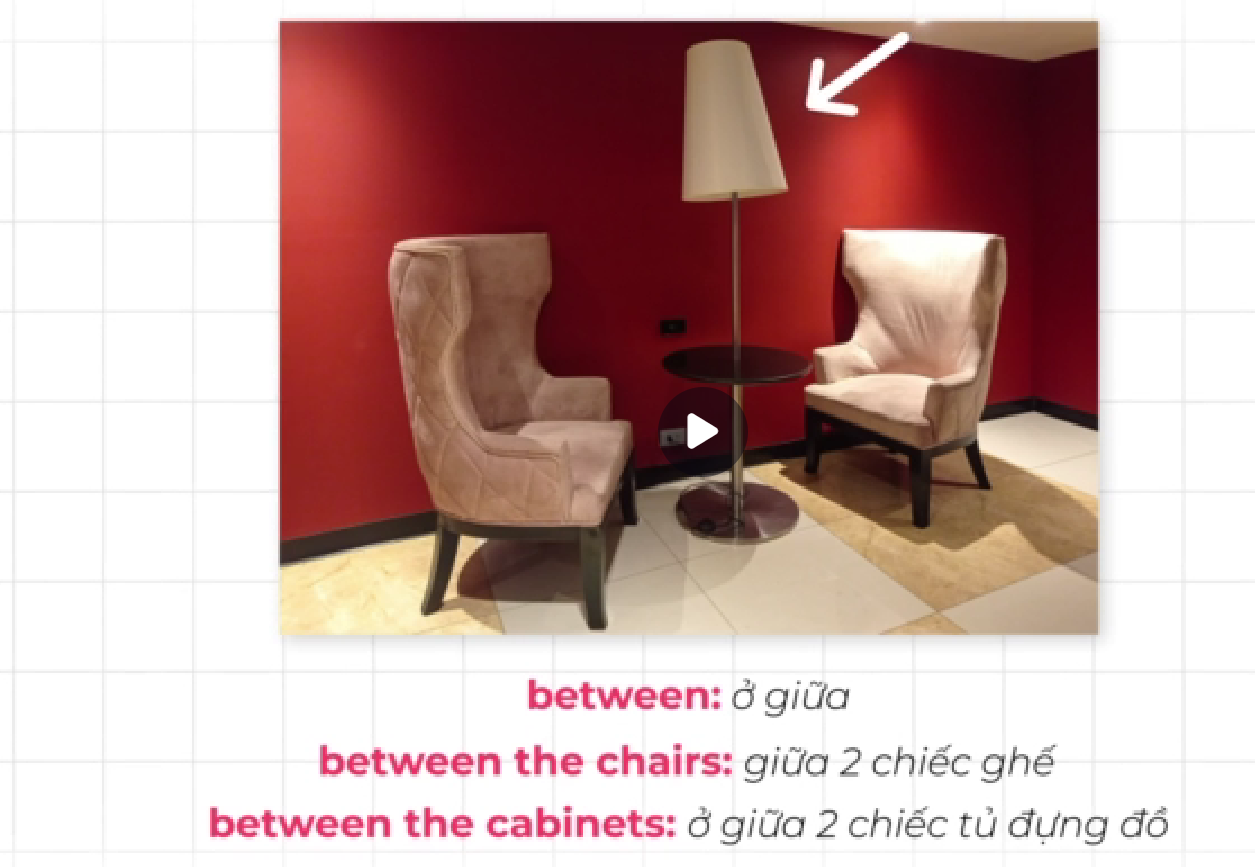 between: ở giữa
between the chairs: giữa 2 chiếc ghế
between the cabinets: ở giữa 2 chiếc tủ đựng đồ